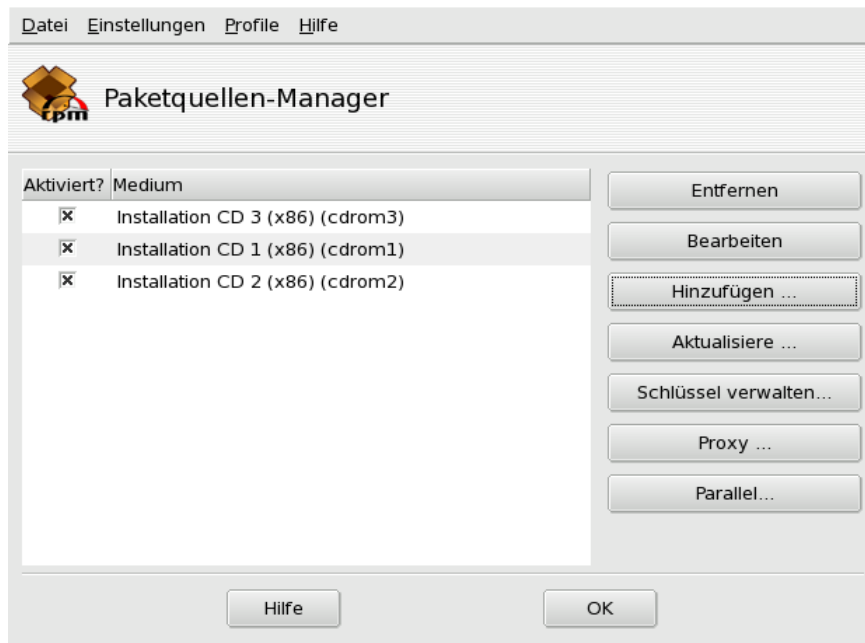 Datei Einstellungen Profile Hilfe
rpm
Paketquellen-Manager
Aktiviert? Medium
Installation CD 3 (x86) (cdrom3)
Installation CD 1 (x86) (cdrom1)
Installation CD 2 (x86) (cdrom2)
Entfernen
Bearbeiten
Hinzufügen ...
Aktualisiere ...
Schlüssel verwalten...
Proxy ...
Parallel...
Hilfe OK